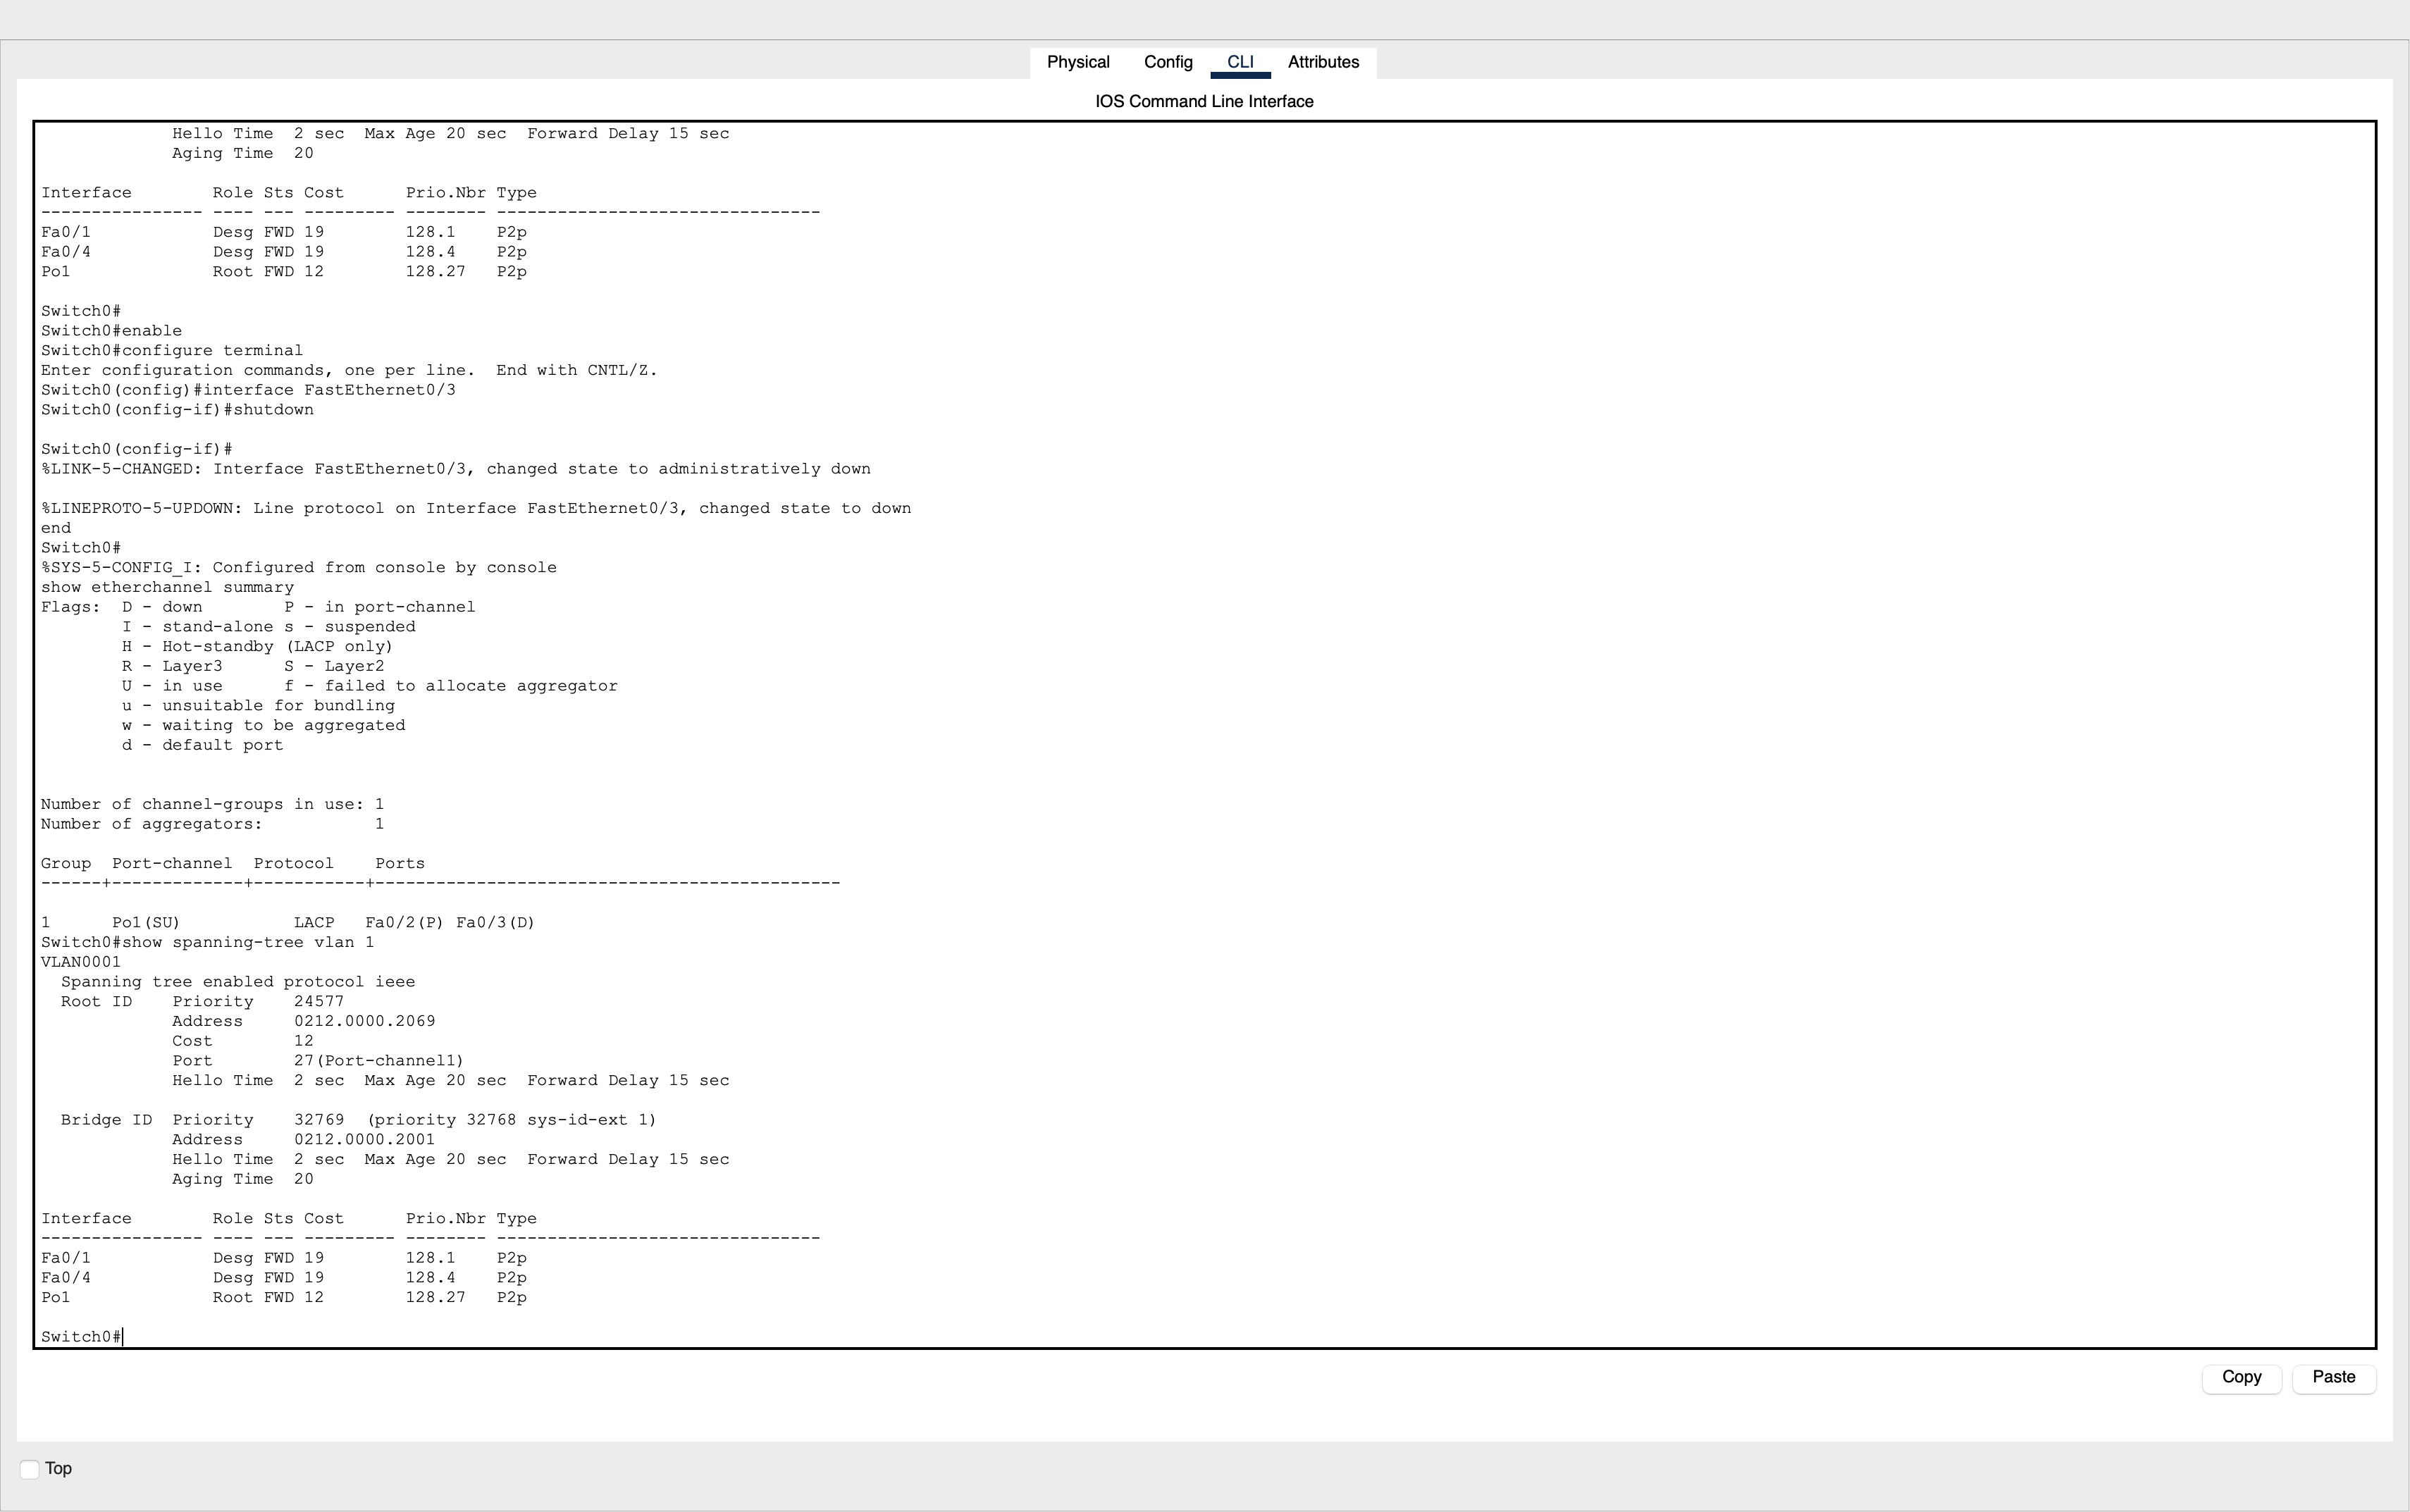 Physical Config CLI Attributes
IOS Command Line Interface
Hello Time  2 sec  Max Age 20 sec  Forward Delay 15 sec
Aging Time  20
Interface        Role Sts Cost      Prio.Nbr Type
---------------- ---- --- --------- -------- --------------------------------
Fa0/1            Desg FWD 19        128.1    P2p
Fa0/4            Desg FWD 19        128.4    P2p
Po1              Root FWD 12        128.27   P2p
Switch0#
Switch0#enable
Switch0#configure terminal
Enter configuration commands, one per line.  End with CNTL/Z.
Switch0(config)#interface FastEthernet0/3
Switch0(config-if)#shutdown
Switch0(config-if)#
%LINK-5-CHANGED: Interface FastEthernet0/3, changed state to administratively down
%LINEPROTO-5-UPDOWN: Line protocol on Interface FastEthernet0/3, changed state to down
end
Switch0#
%SYS-5-CONFIG_I: Configured from console by console
show etherchannel summary
Flags:  D - down        P - in port-channel
        I - stand-alone s - suspended
        H - Hot-standby (LACP only)
        R - Layer3      S - Layer2
        U - in use      f - failed to allocate aggregator
        u - unsuitable for bundling
        w - waiting to be aggregated
        d - default port
Number of channel-groups in use: 1
Number of aggregators:           1
Group  Port-channel  Protocol    Ports
------+-------------+-----------+----------------------------------------------
1      Po1(SU)           LACP   Fa0/2(P) Fa0/3(D)
Switch0#show spanning-tree vlan 1
VLAN0001
  Spanning tree enabled protocol ieee
  Root ID    Priority    24577
             Address     0212.0000.2069
             Cost        12
             Port        27(Port-channel1)
             Hello Time  2 sec  Max Age 20 sec  Forward Delay 15 sec
  Bridge ID  Priority    32769  (priority 32768 sys-id-ext 1)
             Address     0212.0000.2001
             Hello Time  2 sec  Max Age 20 sec  Forward Delay 15 sec
             Aging Time  20
Interface        Role Sts Cost      Prio.Nbr Type
---------------- ---- --- --------- -------- --------------------------------
Fa0/1            Desg FWD 19        128.1    P2p
Fa0/4            Desg FWD 19        128.4    P2p
Po1              Root FWD 12        128.27   P2p
Switch0#
Copy Paste
Top